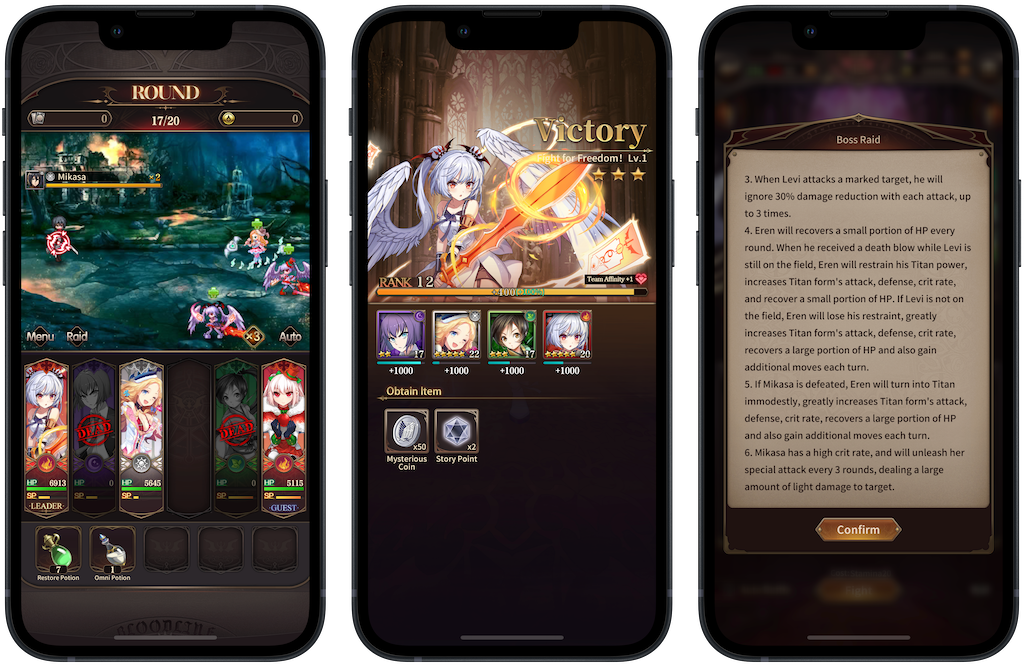 ROUND
0
17/20
0
Mikasa
2
Menu
Raid
×3
Auto
DEAD
DEAD
HP 6913
SP
LEADER
HP 0
SP
HP 5645
SP
HP 0
SP
HP 5115
SP
GUEST
7
Restore Potion
1
Omni Potion
BLOODLINE
Victory
Fight for Freedom! Lv.1
RANK 12
Team Affinity +1
17
22
17
20
+1000
+1000
+1000
+1000
Obtain Item
x50
Mysterious
Coin
x2
Story Point
Boss Raid
3. When Levi attacks a marked target, he will
ignore 30% damage reduction with each attack, up
to 3 times.
4. Eren will recovers a small portion of HP every
round. When he received a death blow while Levi is
still on the field, Eren will restrain his Titan power,
increases Titan form's attack, defense, crit rate,
and recover a small portion of HP. If Levi is not on
the field, Eren will lose his restraint, greatly
increases Titan form's attack, defense, crit rate,
recovers a large portion of HP and also gain
additional moves each turn.
5. If Mikasa is defeated, Eren will turn into Titan
immodestly, greatly increases Titan form's attack,
defense, crit rate, recovers a large portion of HP
and also gain additional moves each turn.
6. Mikasa has a high crit rate, and will unleash her
special attack every 3 rounds, dealing a large
amount of light damage to target.
Confirm